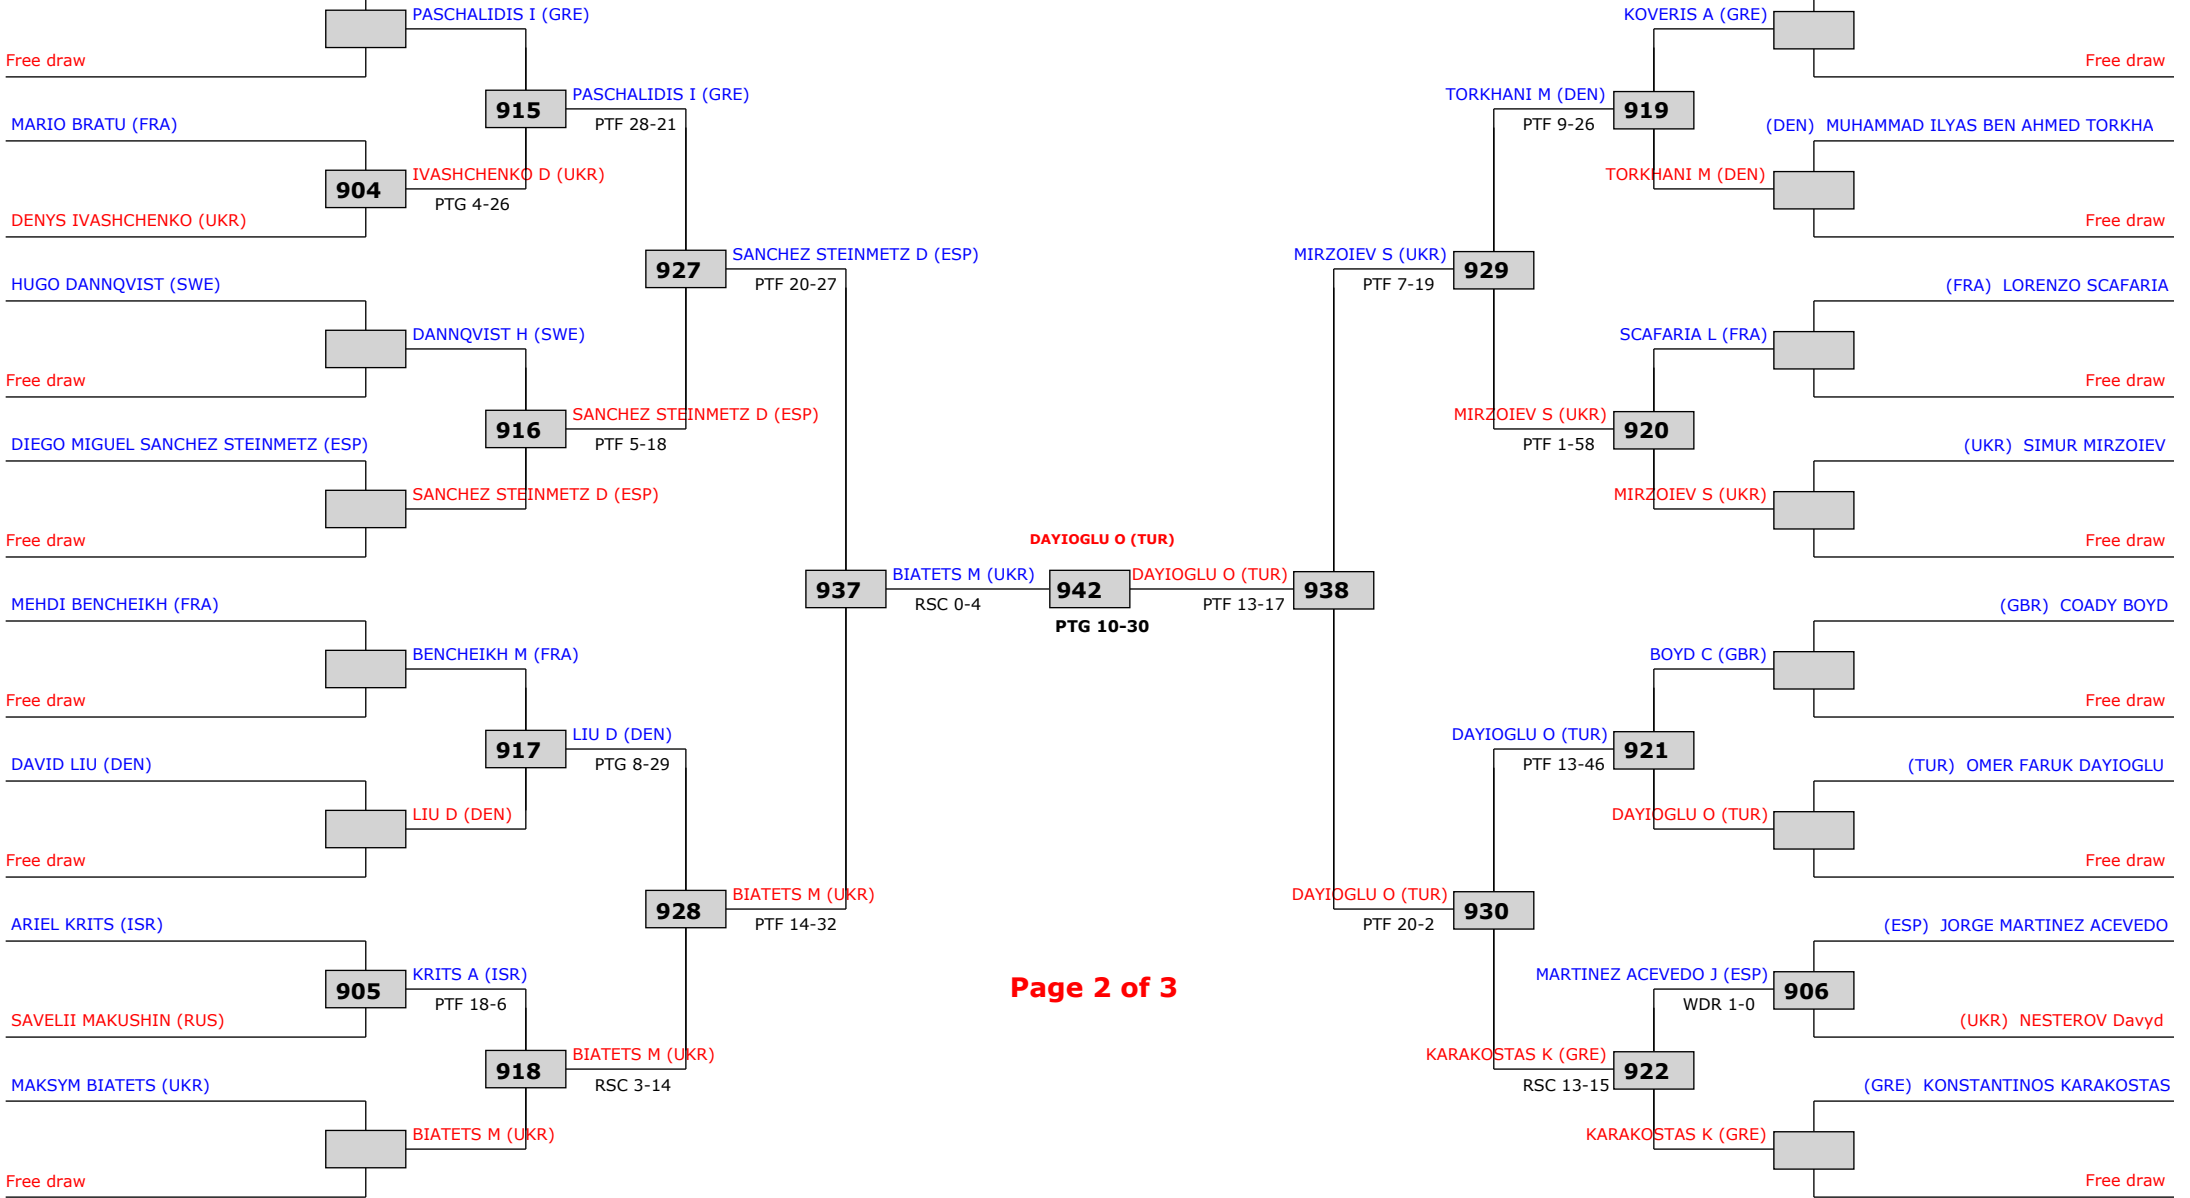 PASCHALIDIS I (GRE)
Free draw
915
PASCHALIDIS I (GRE)
PTF 28-21
MARIO BRATU (FRA)
904
IVASHCHENKO D (UKR)
PTG 4-26
DENYS IVASHCHENKO (UKR)
927
SANCHEZ STEINMETZ D (ESP)
PTF 20-27
HUGO DANNQVIST (SWE)
DANNQVIST H (SWE)
Free draw
916
SANCHEZ STEINMETZ D (ESP)
PTF 5-18
DIEGO MIGUEL SANCHEZ STEINMETZ (ESP)
SANCHEZ STEINMETZ D (ESP)
Free draw
937
BIATETS M (UKR)
RSC 0-4
MEHDI BENCHEIKH (FRA)
BENCHEIKH M (FRA)
Free draw
917
LIU D (DEN)
PTG 8-29
DAVID LIU (DEN)
LIU D (DEN)
Free draw
928
BIATETS M (UKR)
PTF 14-32
ARIEL KRITS (ISR)
905
KRITS A (ISR)
PTF 18-6
SAVELII MAKUSHIN (RUS)
918
BIATETS M (UKR)
RSC 3-14
MAKSYM BIATETS (UKR)
BIATETS M (UKR)
Free draw
DAYIOGLU O (TUR)
942
PTG 10-30
Page 2 of 3
KOVERIS A (GRE)
Free draw
TORKHANI M (DEN)
919
PTF 9-26
(DEN) MUHAMMAD ILYAS BEN AHMED TORKHA
TORKHANI M (DEN)
Free draw
MIRZOIEV S (UKR)
929
PTF 7-19
(FRA) LORENZO SCAFARIA
SCAFARIA L (FRA)
Free draw
MIRZOIEV S (UKR)
920
PTF 1-58
(UKR) SIMUR MIRZOIEV
MIRZOIEV S (UKR)
Free draw
DAYIOGLU O (TUR)
938
PTF 13-17
(GBR) COADY BOYD
BOYD C (GBR)
Free draw
DAYIOGLU O (TUR)
921
PTF 13-46
(TUR) OMER FARUK DAYIOGLU
DAYIOGLU O (TUR)
Free draw
DAYIOGLU O (TUR)
930
PTF 20-2
(ESP) JORGE MARTINEZ ACEVEDO
MARTINEZ ACEVEDO J (ESP)
906
WDR 1-0
(UKR) NESTEROV Davyd
KARAKOSTAS K (GRE)
922
RSC 13-15
(GRE) KONSTANTINOS KARAKOSTAS
KARAKOSTAS K (GRE)
Free draw